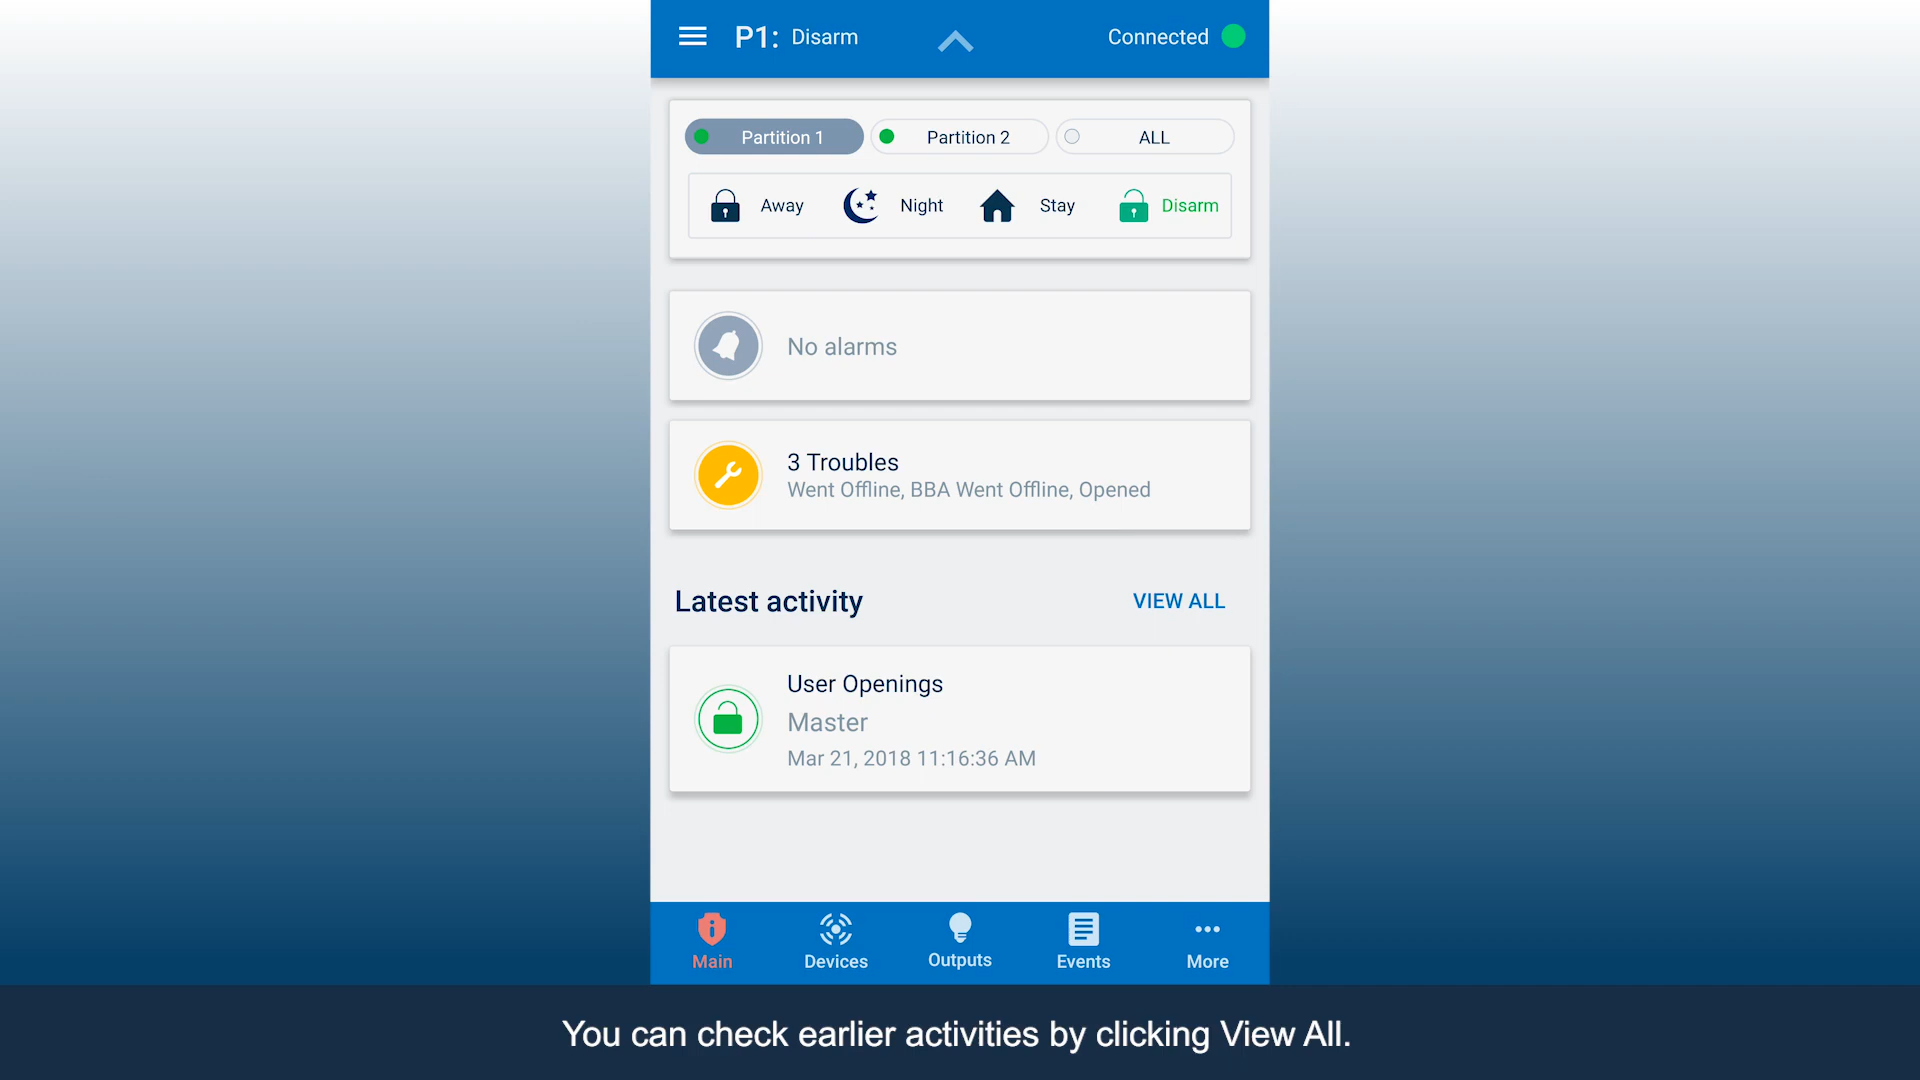 P1: Disarm Connected
Partition 1 Partition 2 ALL
Away Night Stay Disarm
No alarms
3 Troubles
Went Offline, BBA Went Offline, Opened
Latest activity VIEW ALL
User Openings
Master
Mar 21, 2018 11:16:36 AM
Main Devices Outputs Events More
You can check earlier activities by clicking View All.